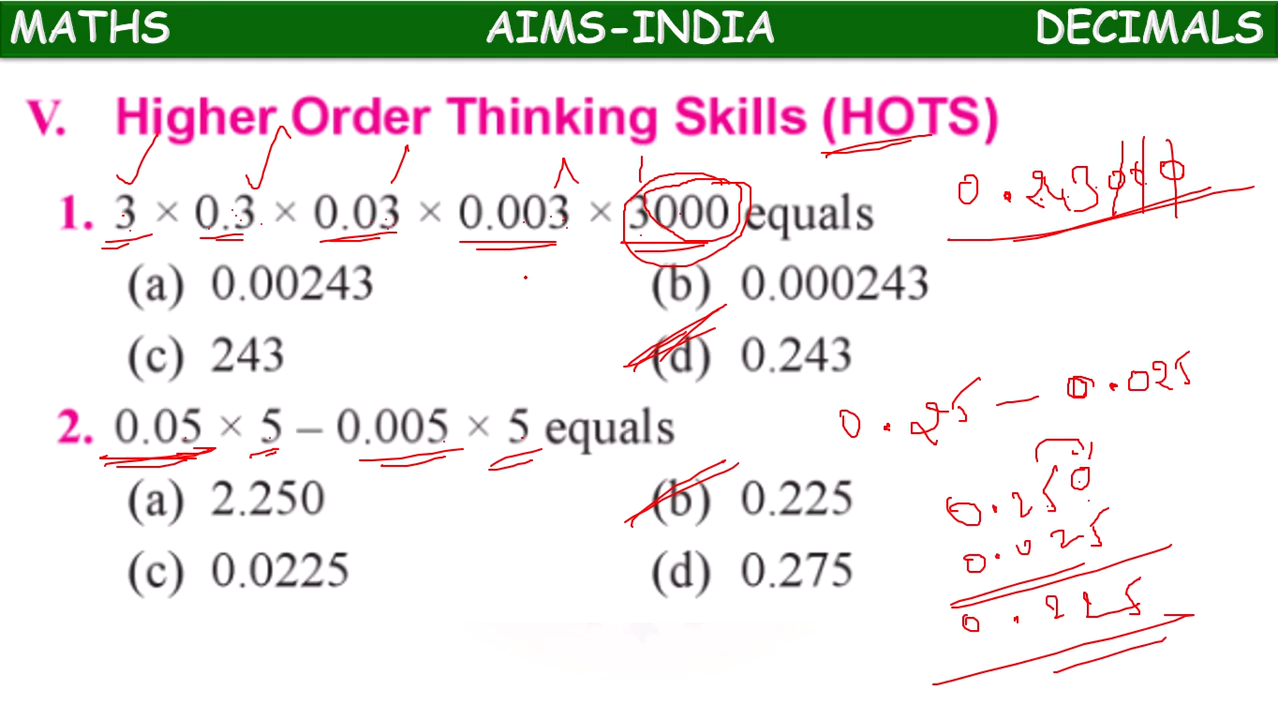 MATHS AIMS-INDIA DECIMALS
V. Higher Order Thinking Skills (HOTS)
1. 3 × 0.3 × 0.03 × 0.003 × 3000 equals
0.243000
(a) 0.00243 (b) 0.000243
(c) 243 (d) 0.243
2. 0.05 × 5 – 0.005 × 5 equals
0.25 — 0.025
(a) 2.250 (b) 0.225
(c) 0.0225 (d) 0.275
0.250
0.025
0.225